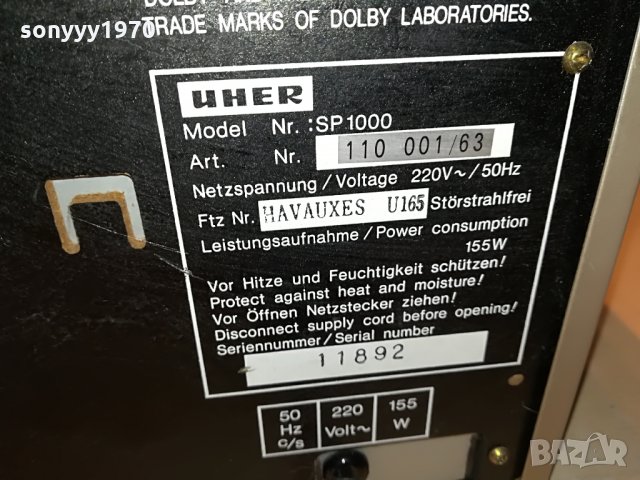 sonyyy1970
TRADE MARKS OF DOLBY LABORATORIES.
UHER
Model Nr. : SP1000
Art. Nr. 110 001/63
Netzspannung / Voltage 220V~ / 50Hz
Ftz Nr. HAVAUXES U165 Störstrahlfrei
Leistungsaufnahme / Power consumption
155W
Vor Hitze und Feuchtigkeit schützen!
Protect against heat and moisture!
Vor Öffnen Netzstecker ziehen!
Disconnect supply cord before opening!
Seriennummer / Serial number
11892
50 Hz c/s
220 Volt~
155 W
BAZAR